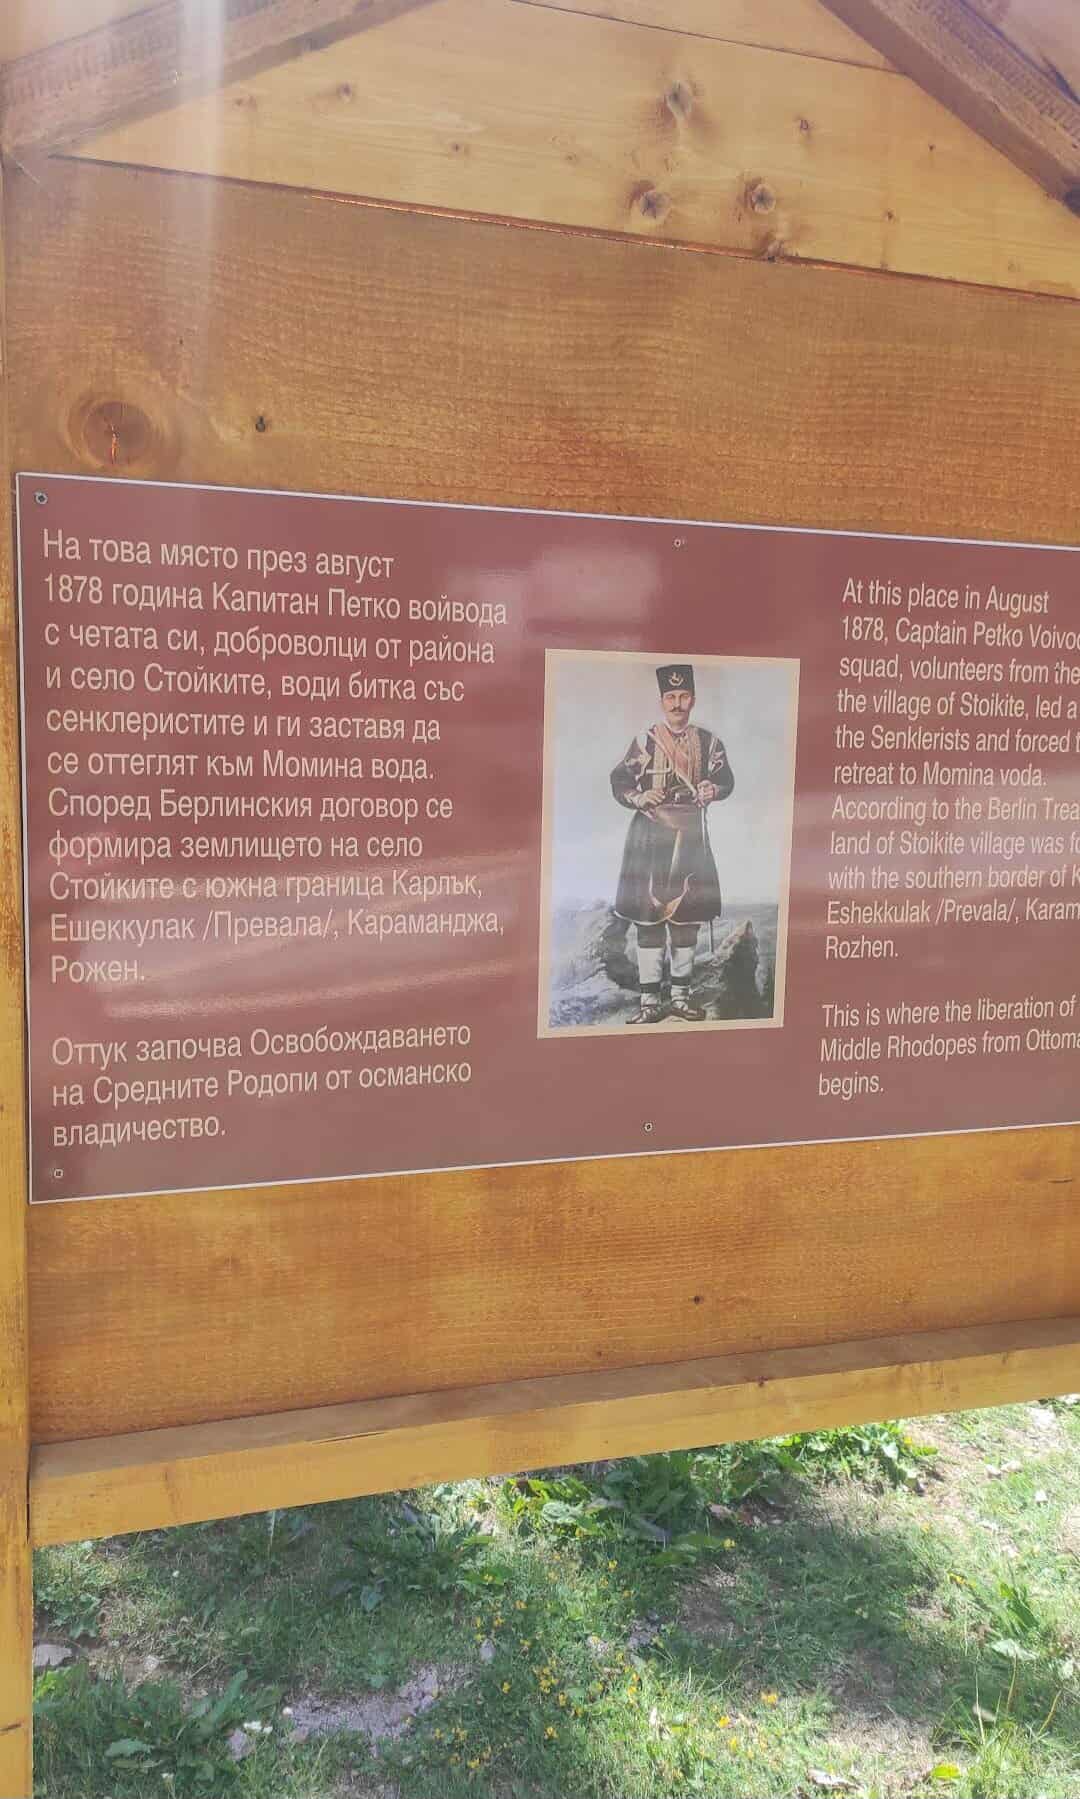 На това място през август
1878 година Капитан Петко войвода
с четата си, доброволци от района
и село Стойките, води битка със
сенклеристите и ги заставя да
се оттеглят към Момина вода.
Според Берлинския договор се
формира землището на село
Стойките с южна граница Карлък,
Ешеккулак /Превала/, Караманджа,
Рожен.
Оттук започва Освобождаването
на Средните Родопи от османско
владичество.
At this place in August
1878, Captain Petko
squad, volunteers from the
the village of Stoikite, led a
the Senklerists and forced
retreat to Momina voda.
According to the Berlin
land of Stoikite village was
with the southern border of
Eshekkulak /Prevala/,
Rozhen.
This is where the liberation of
Middle Rhodopes from
begins.